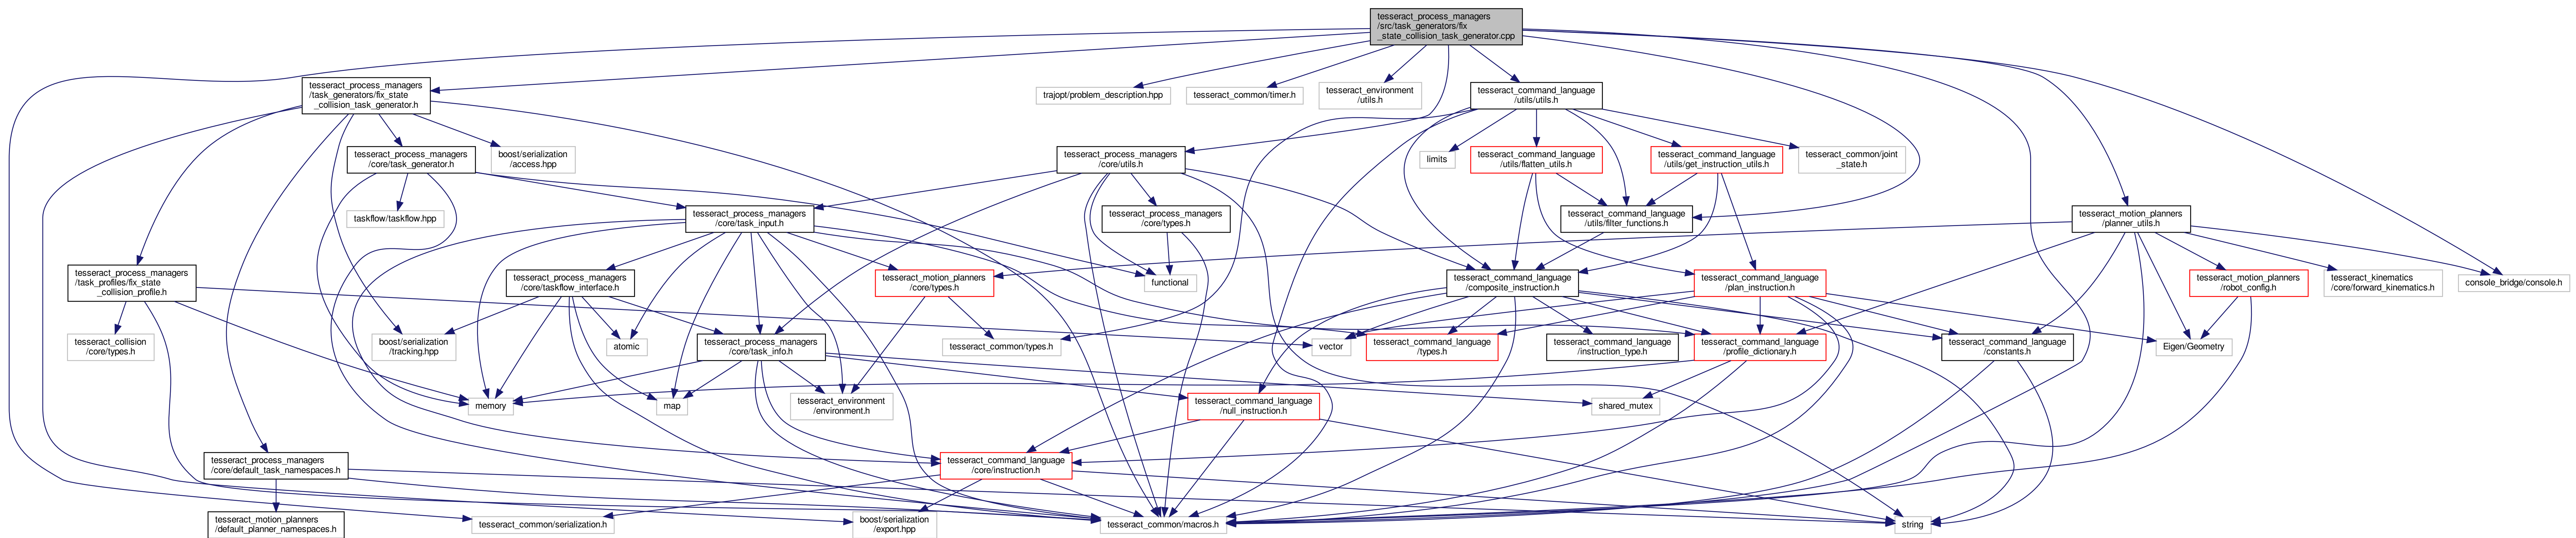 tesseract_process_managers
/src/task_generators/fix
_state_collision_task_generator.cpp
tesseract_process_managers
/task_generators/fix_state
_collision_task_generator.h
trajopt/problem_description.hpp
tesseract_common/timer.h
tesseract_environment
/utils.h
tesseract_command_language
/utils/utils.h
tesseract_process_managers
/core/task_generator.h
boost/serialization
/access.hpp
tesseract_process_managers
/core/utils.h
limits
tesseract_command_language
/utils/flatten_utils.h
tesseract_command_language
/utils/get_instruction_utils.h
tesseract_common/joint
_state.h
taskflow/taskflow.hpp
tesseract_process_managers
/core/task_input.h
tesseract_process_managers
/core/types.h
tesseract_command_language
/utils/filter_functions.h
tesseract_motion_planners
/planner_utils.h
tesseract_process_managers
/task_profiles/fix_state
_collision_profile.h
tesseract_process_managers
/core/taskflow_interface.h
tesseract_motion_planners
/core/types.h
functional
tesseract_command_language
/composite_instruction.h
tesseract_command_language
/plan_instruction.h
tesseract_motion_planners
/robot_config.h
tesseract_kinematics
/core/forward_kinematics.h
console_bridge/console.h
tesseract_collision
/core/types.h
boost/serialization
/tracking.hpp
atomic
tesseract_process_managers
/core/task_info.h
tesseract_common/types.h
vector
tesseract_command_language
/types.h
tesseract_command_language
/instruction_type.h
tesseract_command_language
/profile_dictionary.h
tesseract_command_language
/constants.h
Eigen/Geometry
memory
map
tesseract_environment
/environment.h
tesseract_command_language
/null_instruction.h
shared_mutex
tesseract_process_managers
/core/default_task_namespaces.h
tesseract_command_language
/core/instruction.h
tesseract_motion_planners
/default_planner_namespaces.h
tesseract_common/serialization.h
boost/serialization
/export.hpp
tesseract_common/macros.h
string